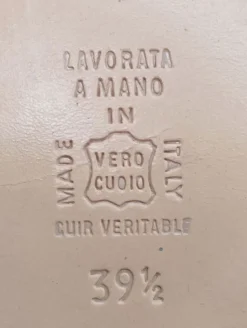 LAVORATA
A MANO
IN
MADE
VERO
CUOIO
ITALY
CUIR VERITABLE
39½